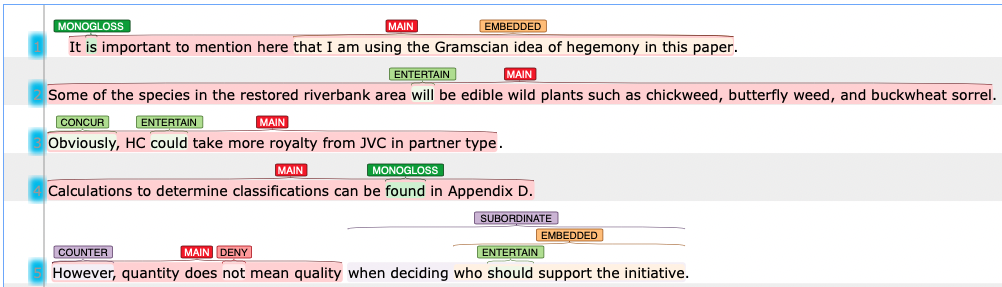 MONOGLOSS MAIN EMBEDDED
1 It is important to mention here that I am using the Gramscian idea of hegemony in this paper.
ENTERTAIN MAIN
2 Some of the species in the restored riverbank area will be edible wild plants such as chickweed, butterfly weed, and buckwheat sorrel.
CONCUR ENTERTAIN MAIN
3 Obviously, HC could take more royalty from JVC in partner type.
MAIN MONOGLOSS
4 Calculations to determine classifications can be found in Appendix D.
SUBORDINATE
EMBEDDED
COUNTER MAIN DENY ENTERTAIN
5 However, quantity does not mean quality when deciding who should support the initiative.